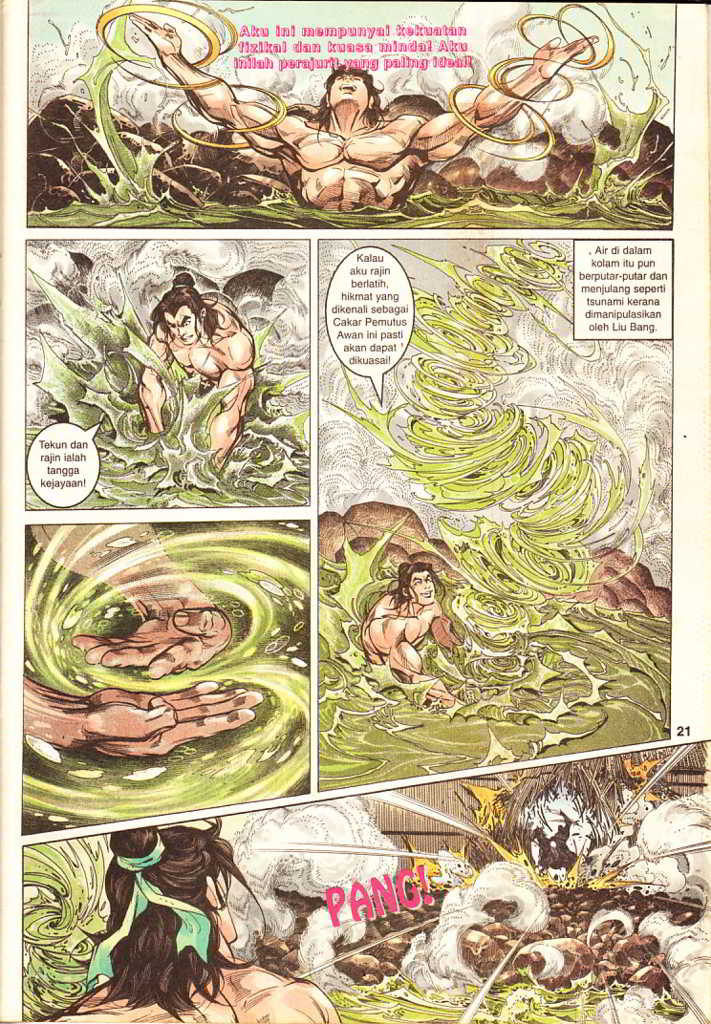 Aku ini mempunyai kekuatan
fizikal dan kuasa minda! Aku
inilah perajurit yang paling ideal!
Tekun dan
rajin ialah
tangga
kejayaan!
Kalau
aku rajin
berlatih,
hikmat yang
dikenali sebagai
Cakar Pemutus
Awan ini pasti
akan dapat
dikuasai!
. Air di dalam
kolam itu pun
berputar-putar dan
menjulang seperti
tsunami kerana
dimanipulasikan
oleh Liu Bang.
21
PANG!